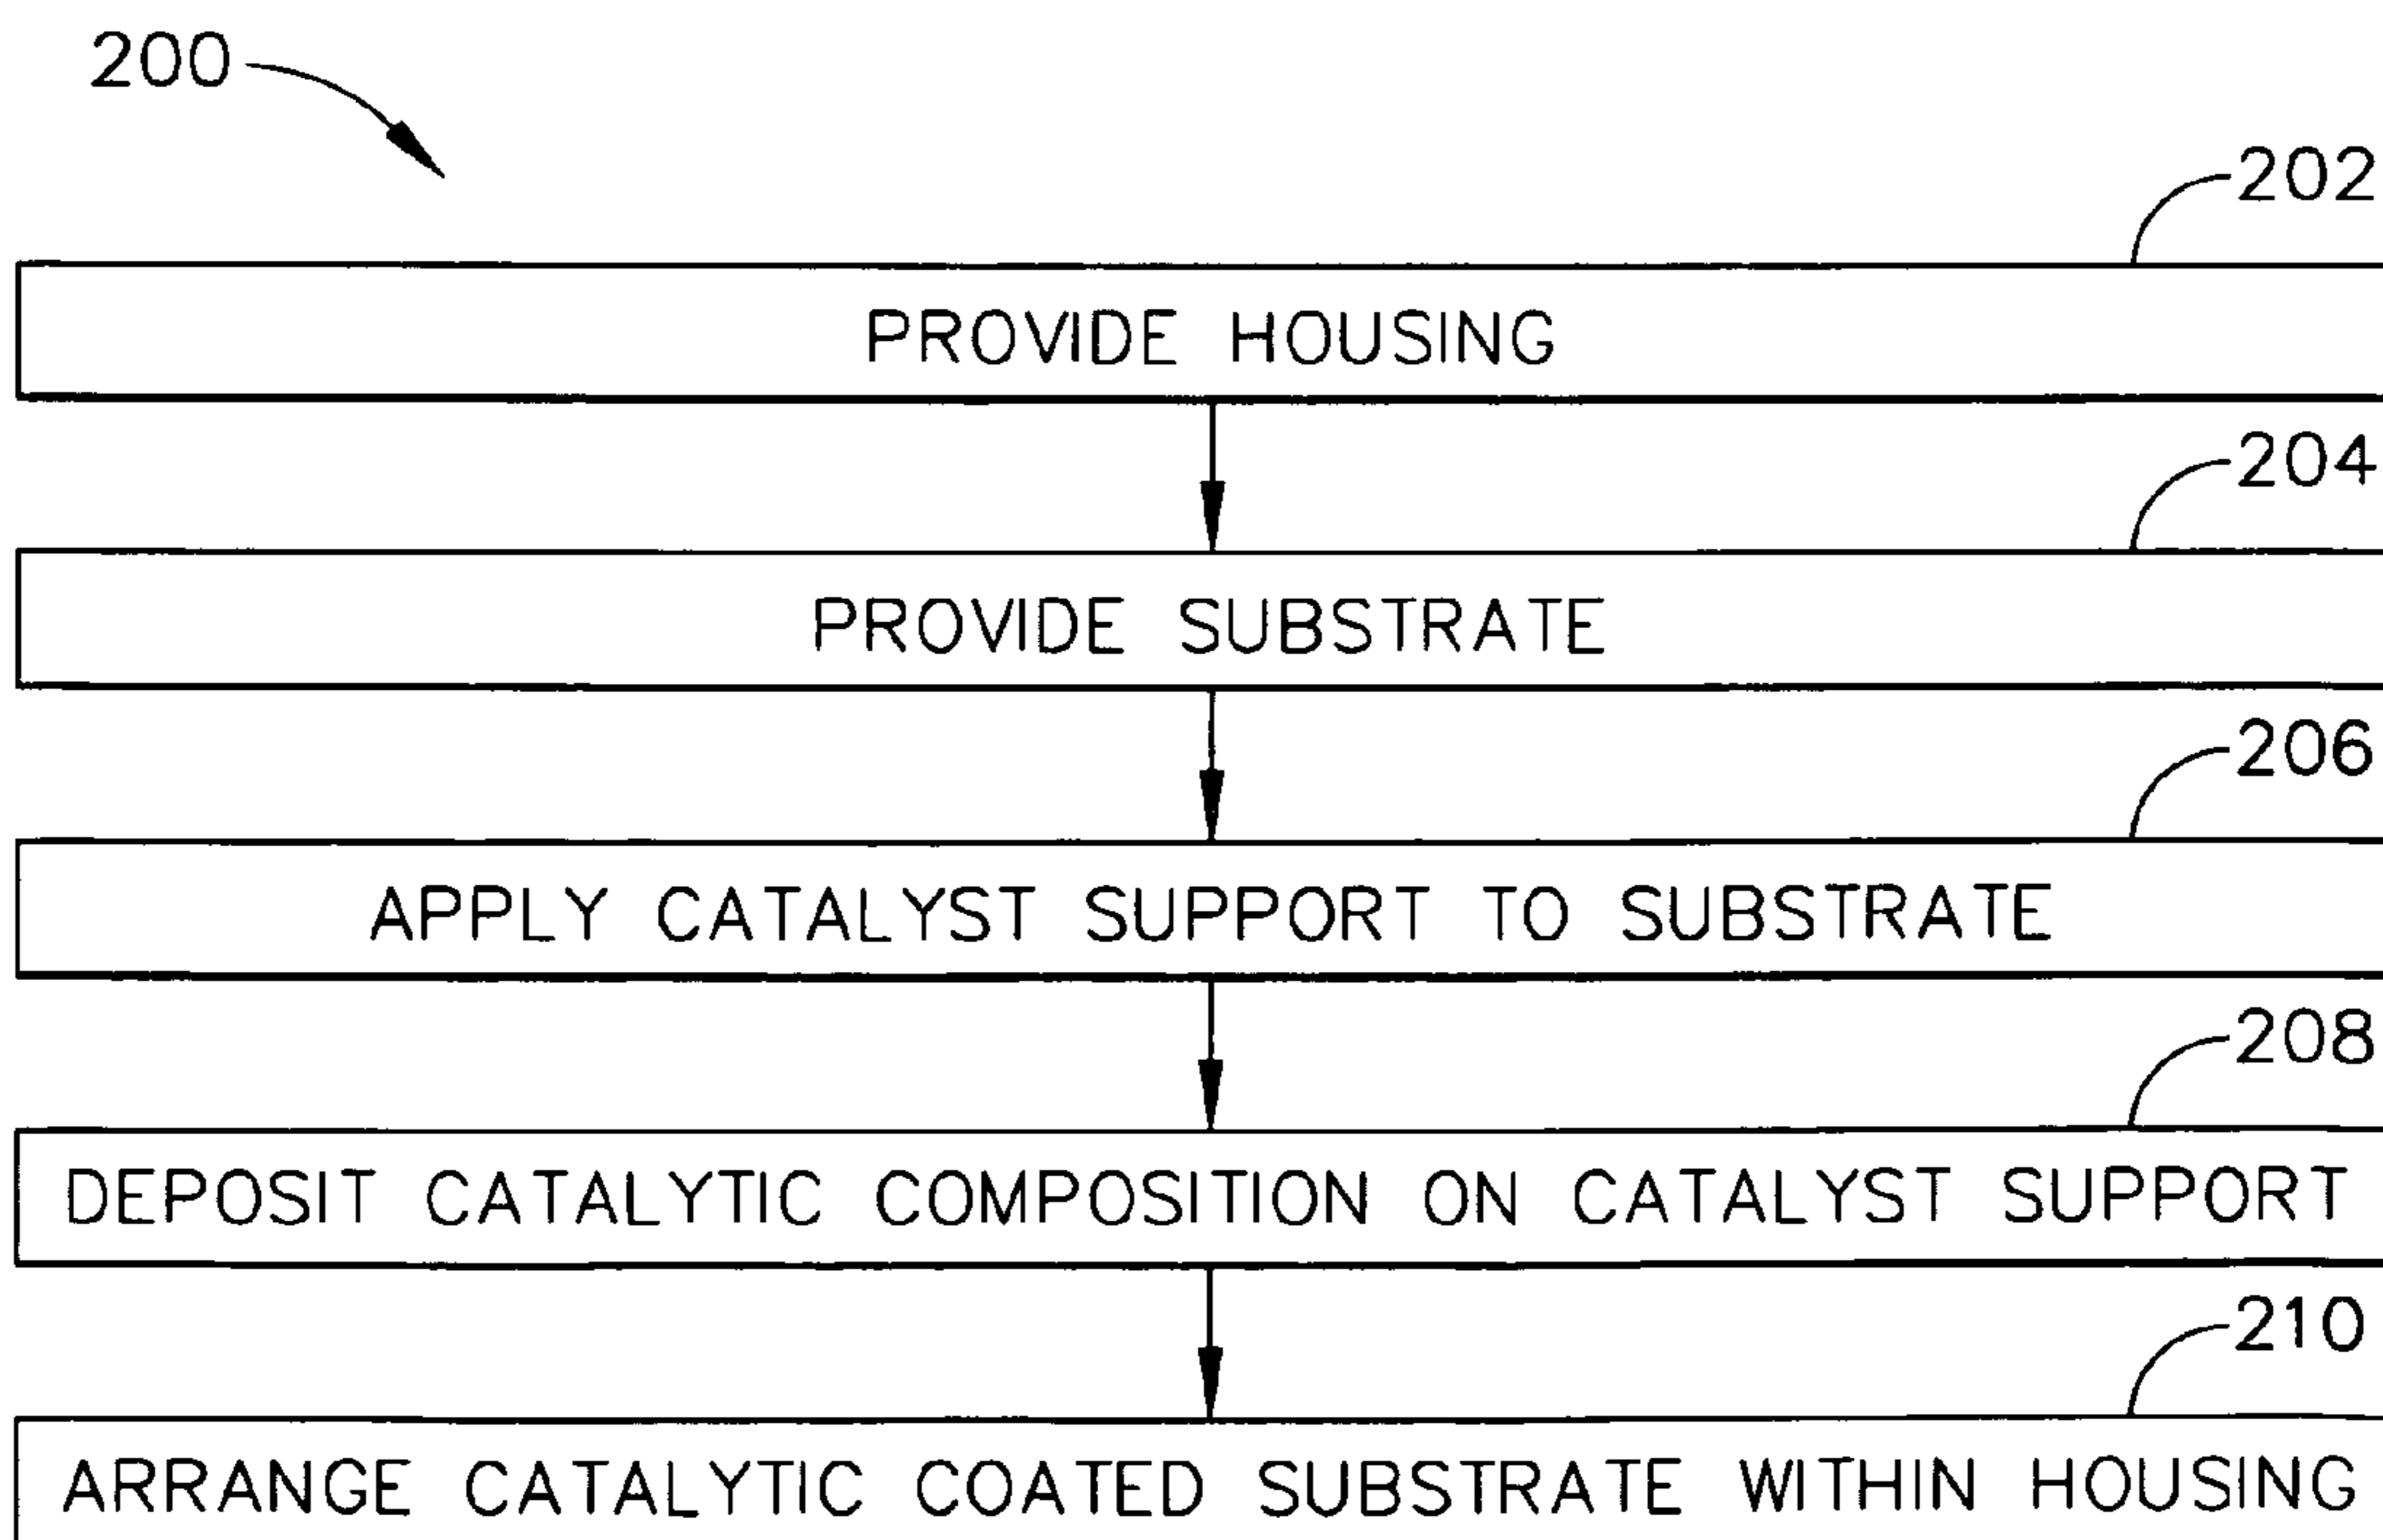 200
202
PROVIDE HOUSING
204
PROVIDE SUBSTRATE
206
APPLY CATALYST SUPPORT TO SUBSTRATE
208
DEPOSIT CATALYTIC COMPOSITION ON CATALYST SUPPORT
210
ARRANGE CATALYTIC COATED SUBSTRATE WITHIN HOUSING